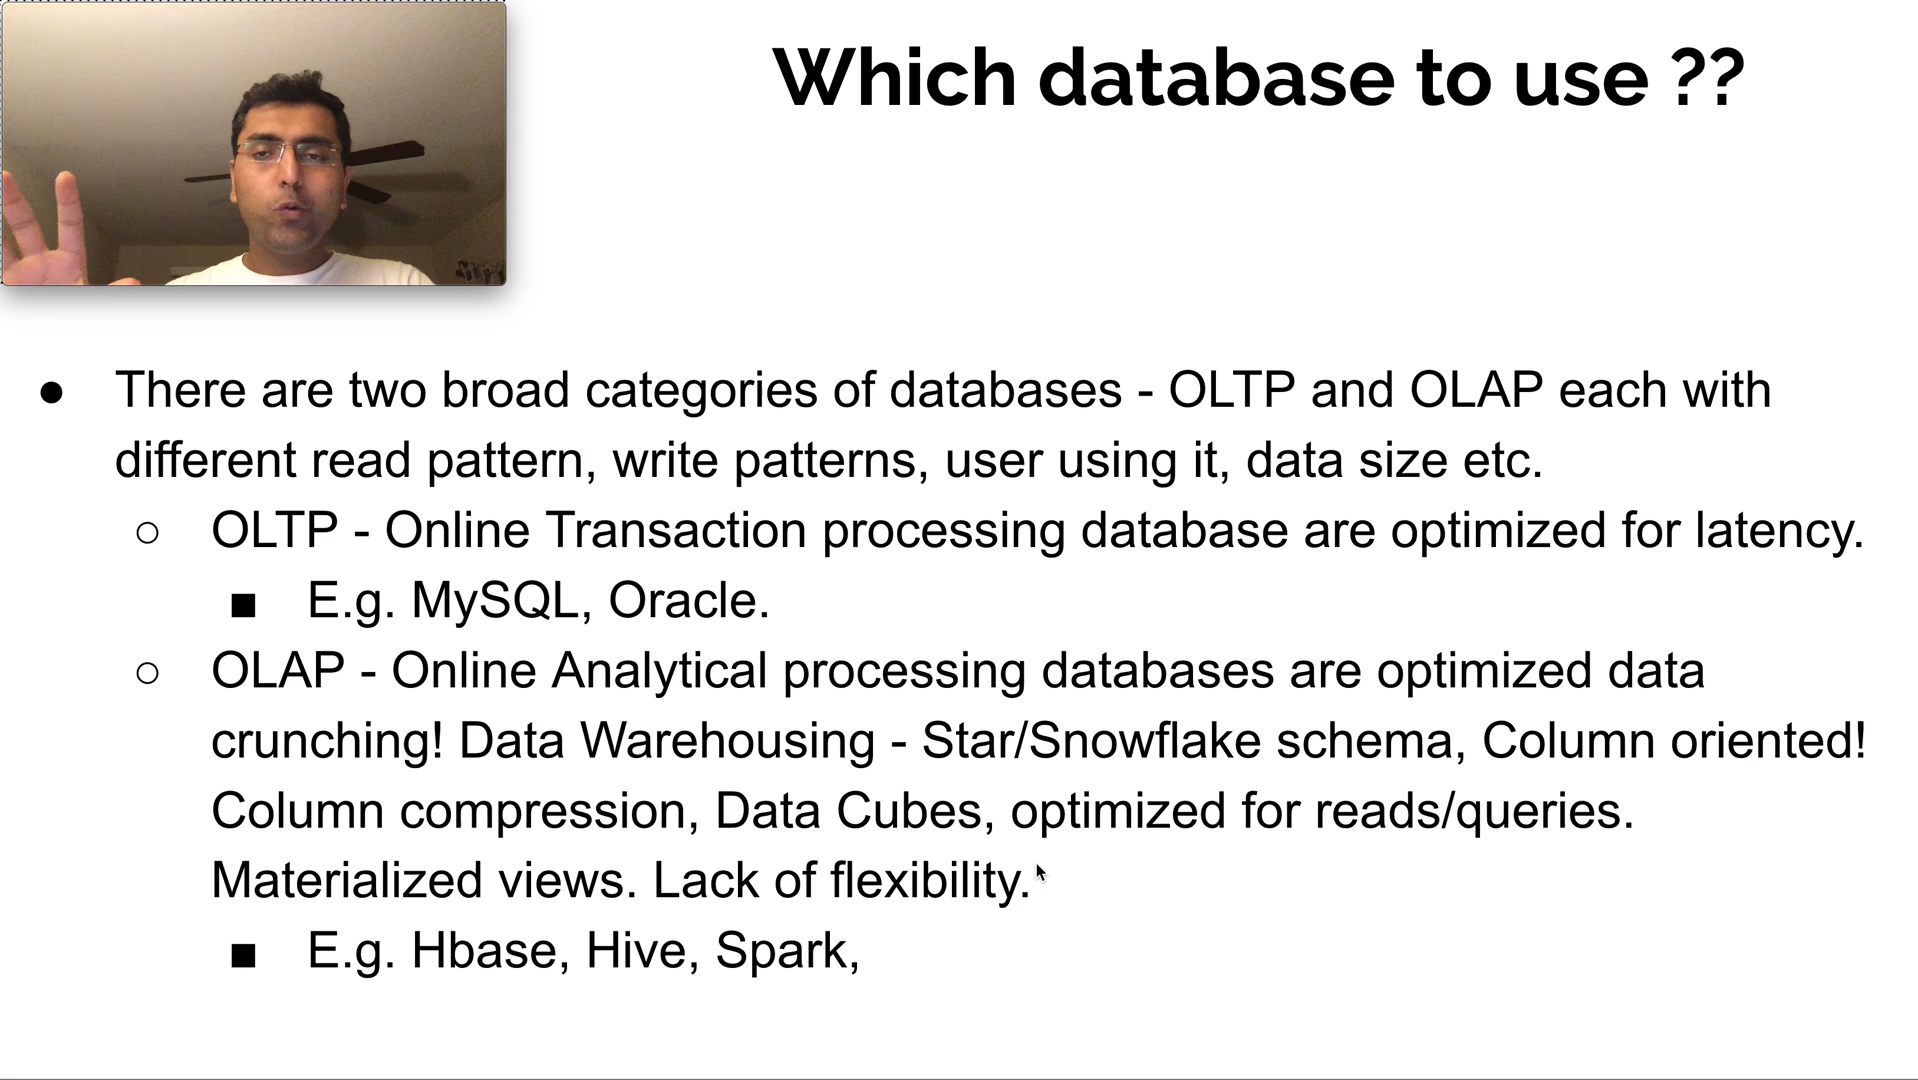 Which database to use ??
● There are two broad categories of databases - OLTP and OLAP each with
different read pattern, write patterns, user using it, data size etc.
○ OLTP - Online Transaction processing database are optimized for latency.
■ E.g. MySQL, Oracle.
○ OLAP - Online Analytical processing databases are optimized data
crunching! Data Warehousing - Star/Snowflake schema, Column oriented!
Column compression, Data Cubes, optimized for reads/queries.
Materialized views. Lack of flexibility.
■ E.g. Hbase, Hive, Spark,